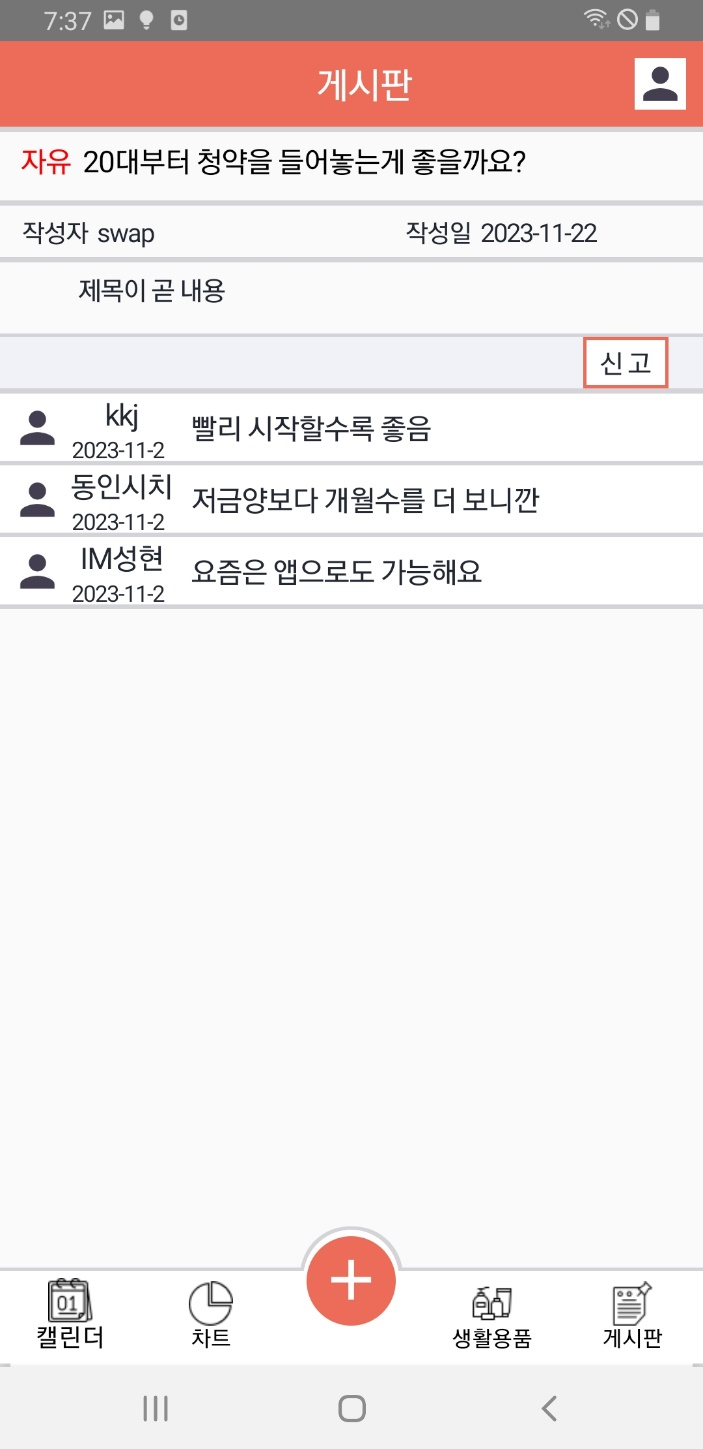 7:37
게시판
자유 20대부터 청약을 들어놓는게 좋을까요?
작성자 swap 작성일 2023-11-22
제목이 곧 내용
신고
kkj
2023-11-2
빨리 시작할수록 좋음
동인시치
2023-11-2
저금양보다 개월수를 더 보니깐
IM성현
2023-11-2
요즘은 앱으로도 가능해요
01
캘린더 차트 생활용품 게시판